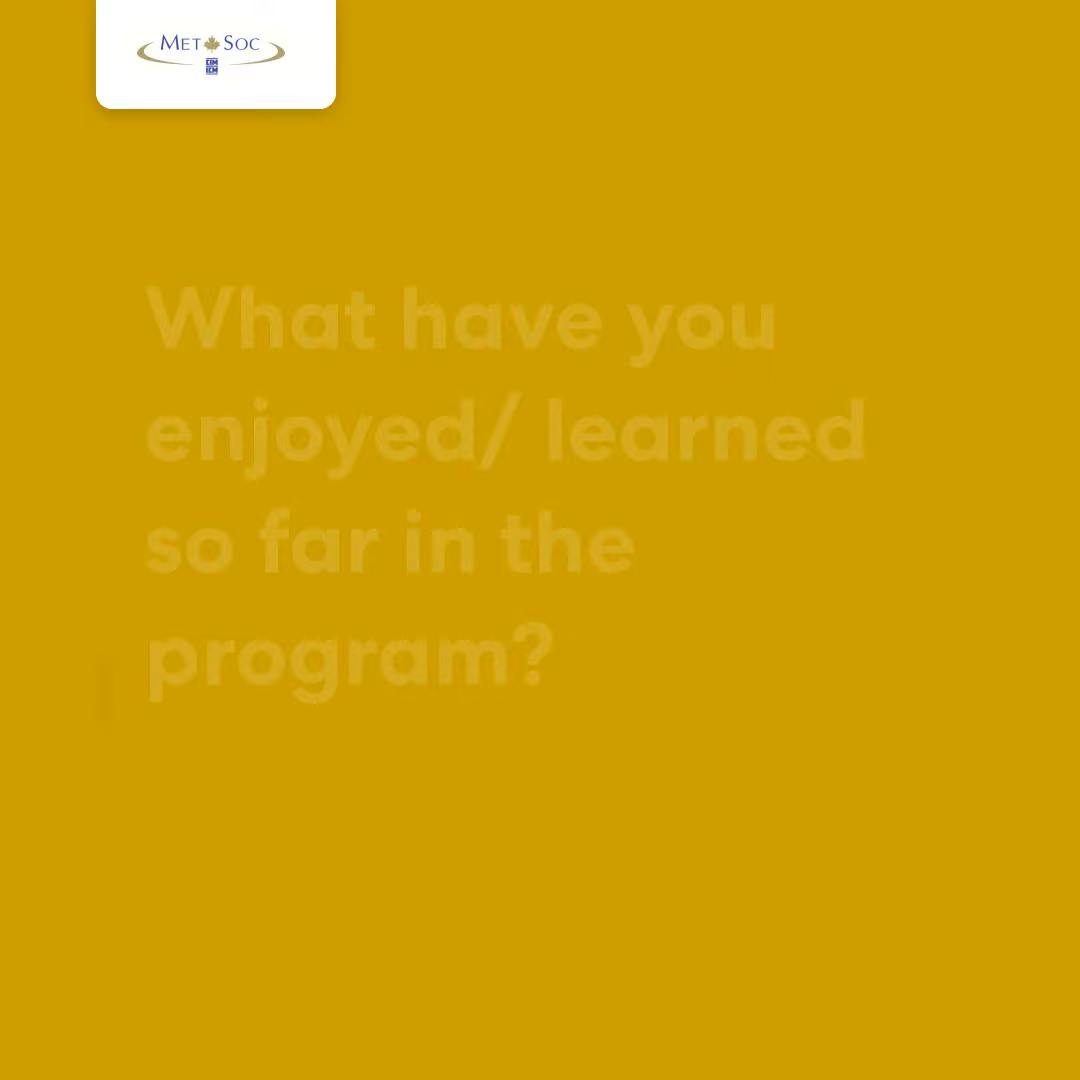 MET SOC
CIM
ICM
What have you
enjoyed/ learned
so far in the
program?